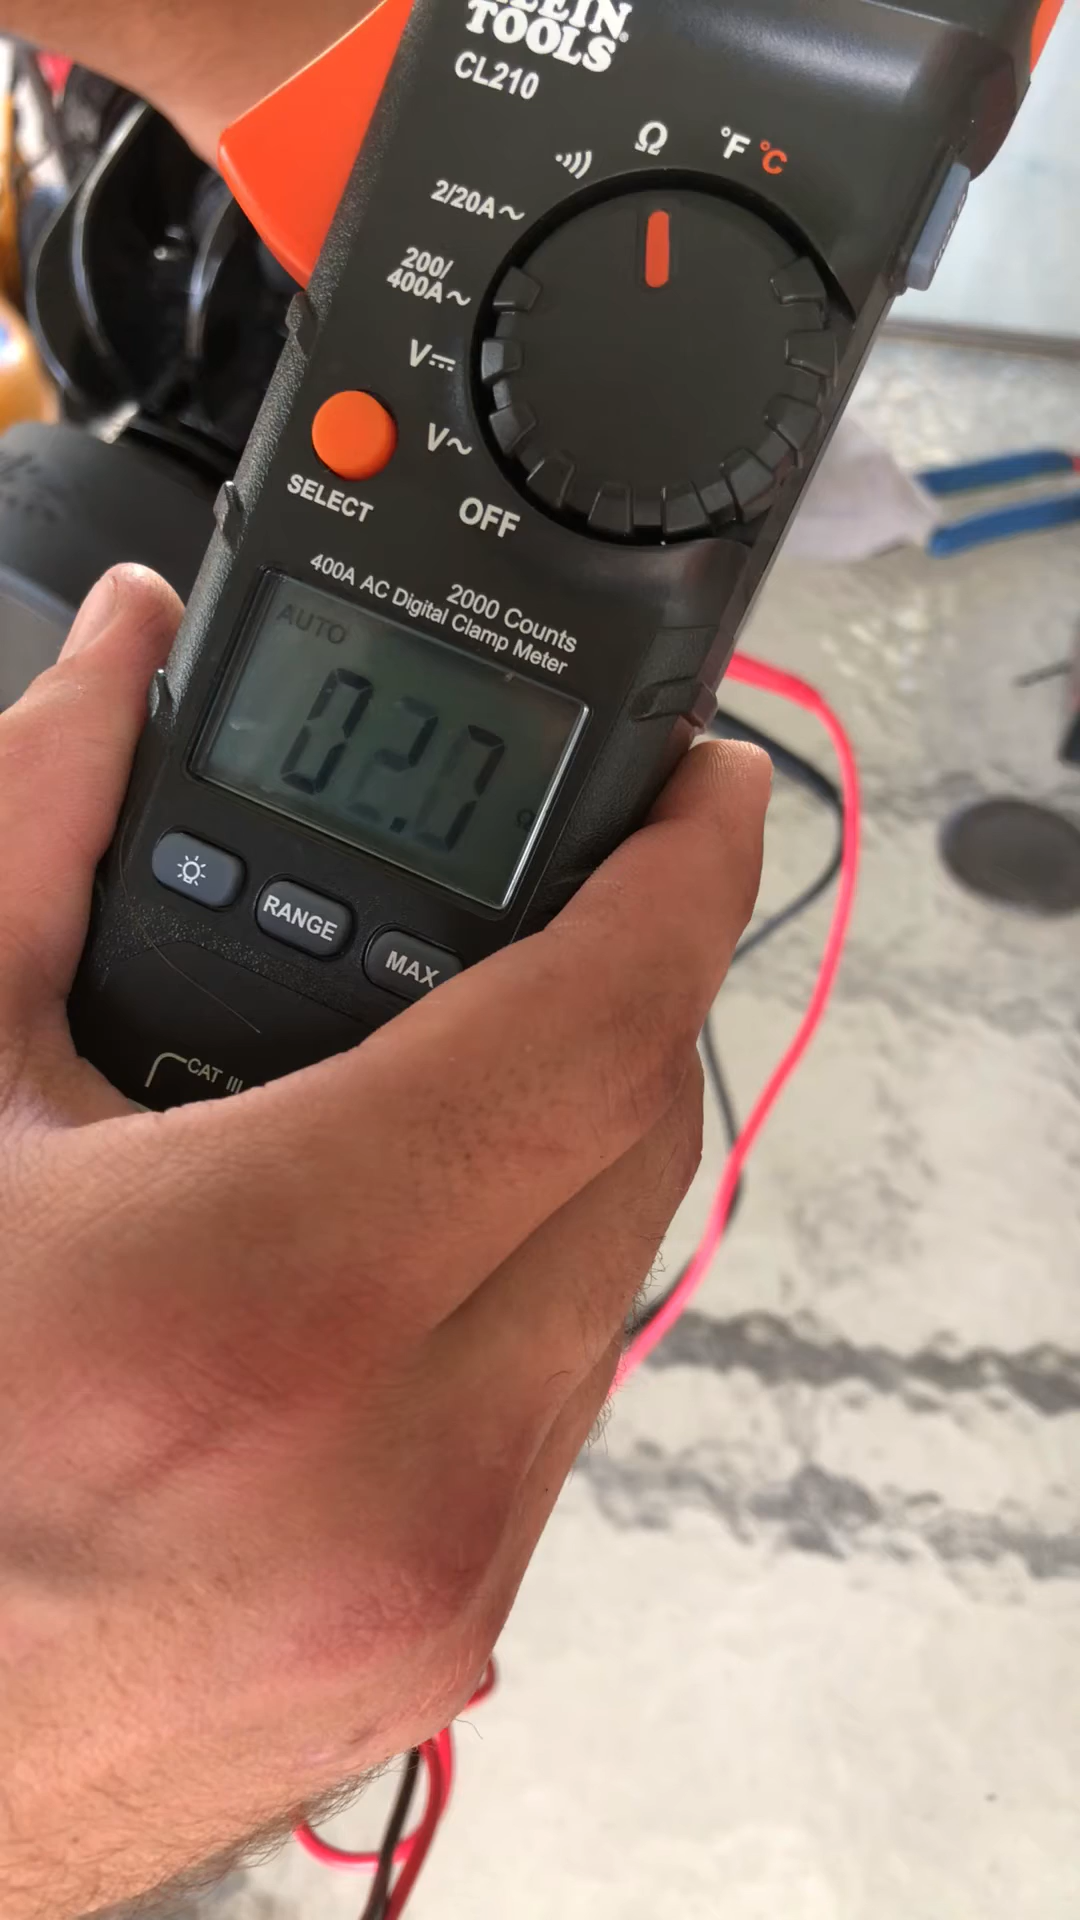 KLEIN
TOOLS®
CL210
Ω
°F °C
2/20A~
200/
400A~
V⎓
V~
OFF
SELECT
2000 Counts
400A AC Digital Clamp Meter
AUTO
02.0
Ω
RANGE
MAX
CAT III